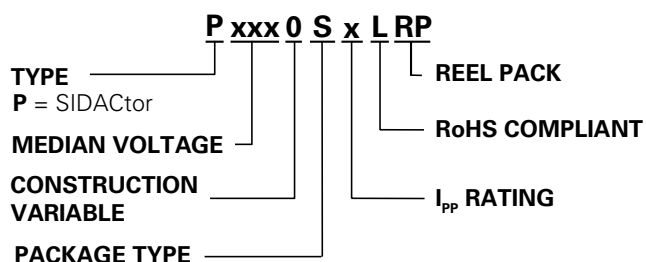 P xxx 0 S x L RP
TYPE
P = SIDACtor
MEDIAN VOLTAGE
CONSTRUCTION
VARIABLE
PACKAGE TYPE
REEL PACK
RoHS COMPLIANT
IPP RATING